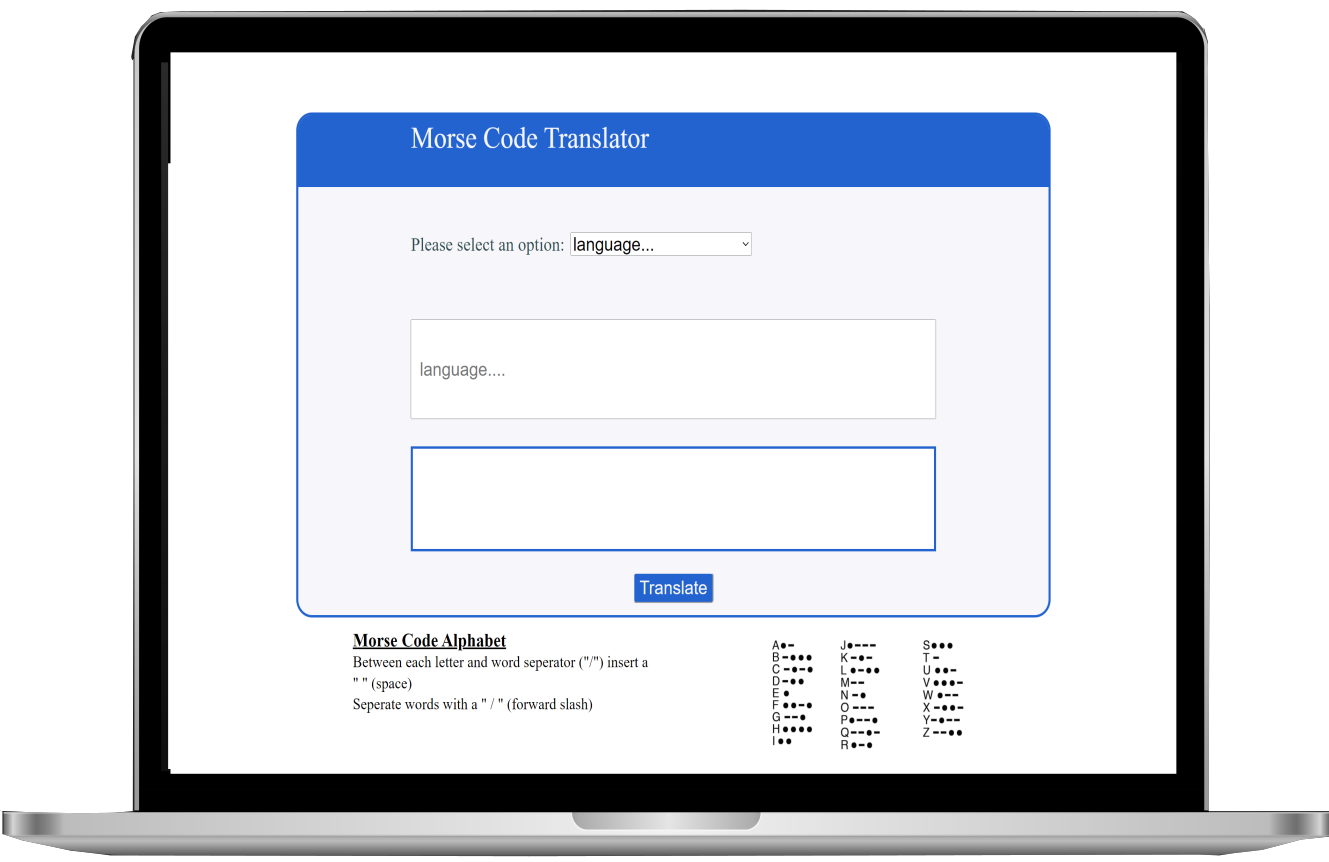 Morse Code Translator
Please select an option: language...
language....
Translate
Morse Code Alphabet
Between each letter and word seperator ("/") insert a
" " (space)
Seperate words with a " / " (forward slash)
A●–
B–●●●
C–●–●
D–●●
E●
F●●–●
G––●
H●●●●
I●●
J●–––
K–●–
L●–●●
M––
N–●
O–––
P●––●
Q––●–
R●–●
S●●●
T–
U●●–
V●●●–
W●––
X–●●–
Y–●––
Z––●●